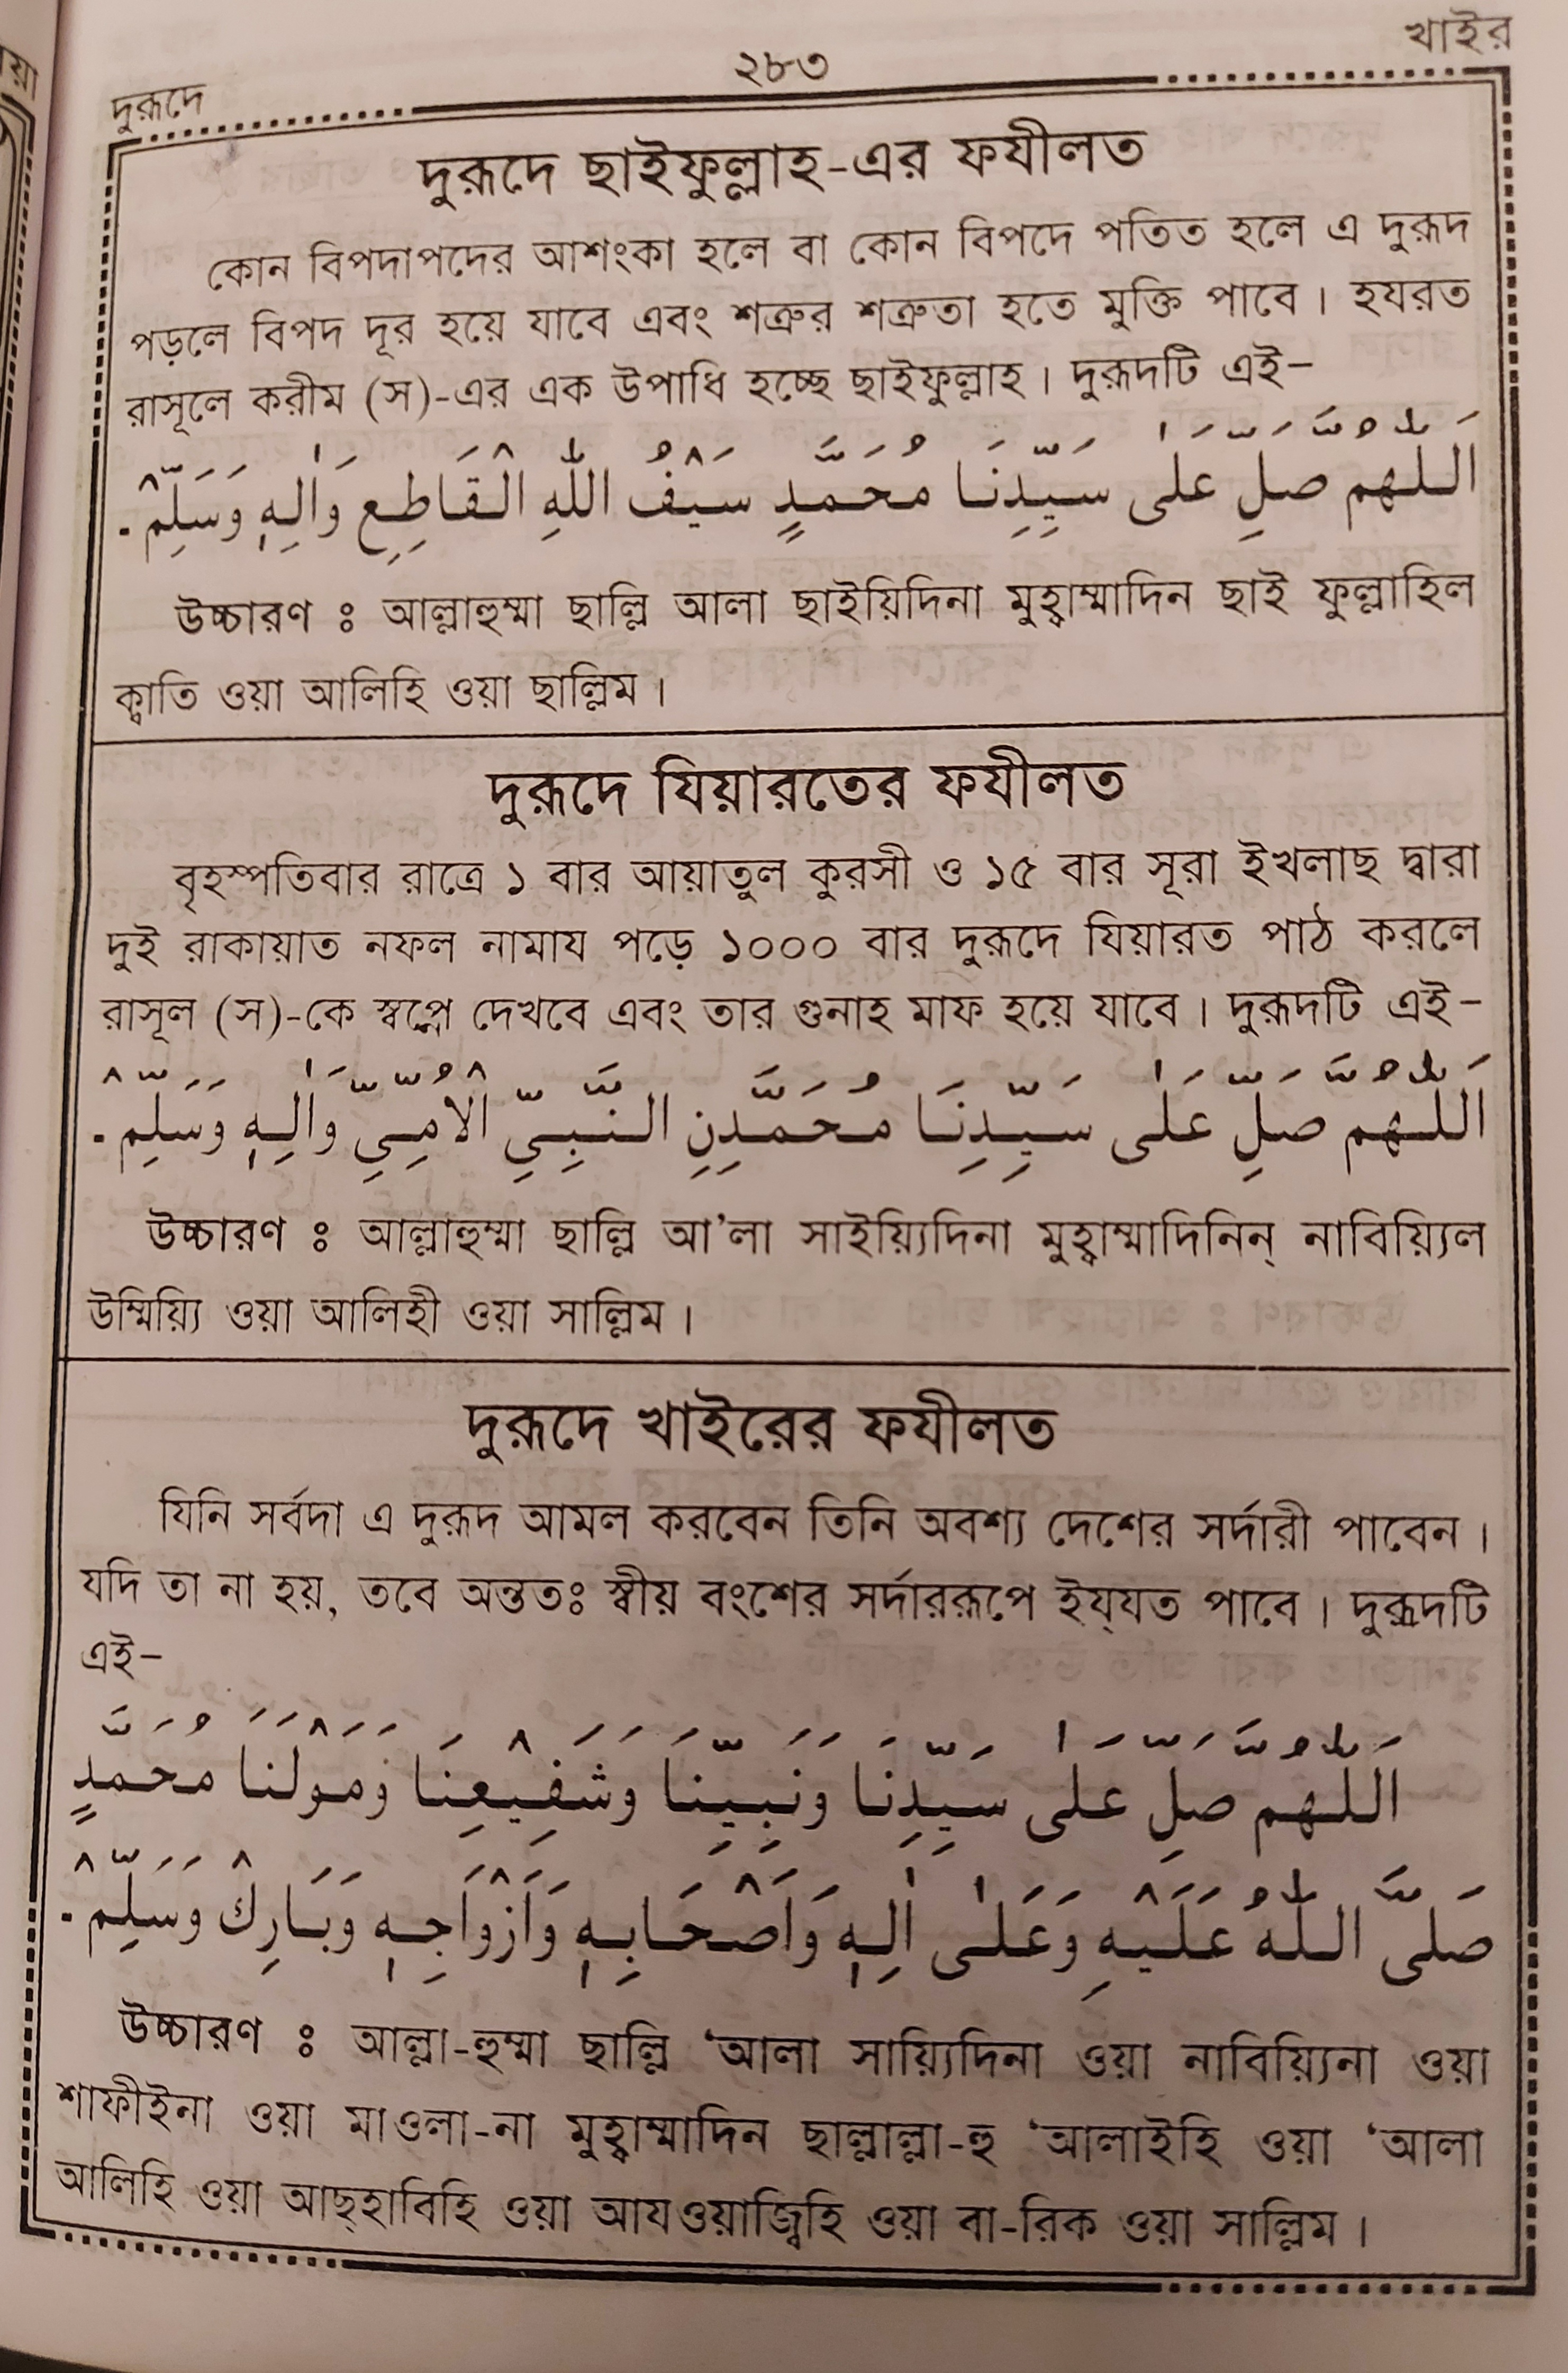 দুরূদে ২৮৩ খাইর
দুরূদে ছাইফুল্লাহ-এর ফযীলত
কোন বিপদাপদের আশংকা হলে বা কোন বিপদে পতিত হলে এ দুরূদ
পড়লে বিপদ দূর হয়ে যাবে এবং শত্রুর শত্রুতা হতে মুক্তি পাবে। হযরত
রাসূলে করীম (স)-এর এক উপাধি হচ্ছে ছাইফুল্লাহ। দুরূদটি এই–
اَللّٰهُمَّ صَلِّ عَلٰى سَيِّدِنَا مُحَمَّدٍ سَيْفُ اللّٰهِ الْقَاطِعِ وَاٰلِهٖ وَسَلِّمْ.
উচ্চারণ ঃ আল্লাহুম্মা ছাল্লি আলা ছাইয়িদিনা মুহাম্মাদিন ছাই ফুল্লাহিল
ক্বাতি ওয়া আলিহি ওয়া ছাল্লিম।
দুরূদে যিয়ারতের ফযীলত
বৃহস্পতিবার রাত্রে ১ বার আয়াতুল কুরসী ও ১৫ বার সূরা ইখলাছ দ্বারা
দুই রাকায়াত নফল নামায পড়ে ১০০০ বার দুরূদে যিয়ারত পাঠ করলে
রাসূল (স)-কে স্বপ্নে দেখবে এবং তার গুনাহ মাফ হয়ে যাবে। দুরূদটি এই–
اَللّٰهُمَّ صَلِّ عَلٰى سَيِّدِنَا مُحَمَّدِنِ النَّبِيِّ الْاُمِّيِّ وَاٰلِهٖ وَسَلِّمْ.
উচ্চারণ ঃ আল্লাহুম্মা ছাল্লি আ'লা সাইয়্যিদিনা মুহাম্মাদিনিন্ নাবিয়্যিল
উম্মিয়্যি ওয়া আলিহী ওয়া সাল্লিম।
দুরূদে খাইরের ফযীলত
যিনি সর্বদা এ দুরূদ আমল করবেন তিনি অবশ্য দেশের সর্দারী পাবেন।
যদি তা না হয়, তবে অন্ততঃ স্বীয় বংশের সর্দাররূপে ইয্‌যত পাবে। দুরূদটি
এই–
اَللّٰهُمَّ صَلِّ عَلٰى سَيِّدِنَا وَنَبِيِّنَا وَشَفِيْعِنَا وَمَوْلَنَا مُحَمَّدٍ
صَلَّى اللّٰهُ عَلَيْهِ وَعَلٰى اٰلِهٖ وَاَصْحَابِهٖ وَاَزْوَاجِهٖ وَبَارِكْ وَسَلِّمْ.
উচ্চারণ ঃ আল্লা-হুম্মা ছাল্লি 'আলা সায়্যিদিনা ওয়া নাবিয়্যিনা ওয়া
শাফীইনা ওয়া মাওলা-না মুহাম্মাদিন ছাল্লাল্লা-হু 'আলাইহি ওয়া 'আলা
আলিহি ওয়া আছ্‌হাবিহি ওয়া আযওয়াজ্বিহি ওয়া বা-রিক ওয়া সাল্লিম।